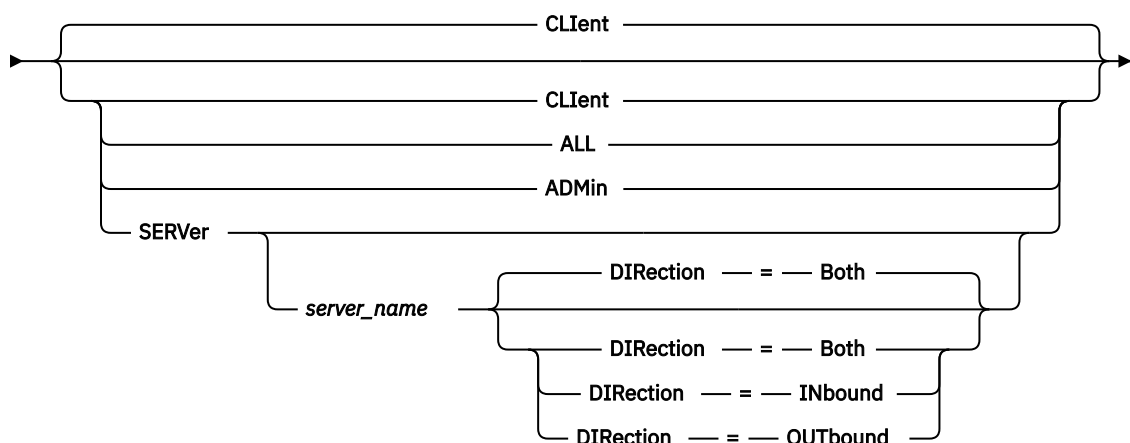 CLIent
CLIent
ALL
ADMin
SERVer
DIRection = Both
server_name
DIRection = Both
DIRection = INbound
DIRection = OUTbound